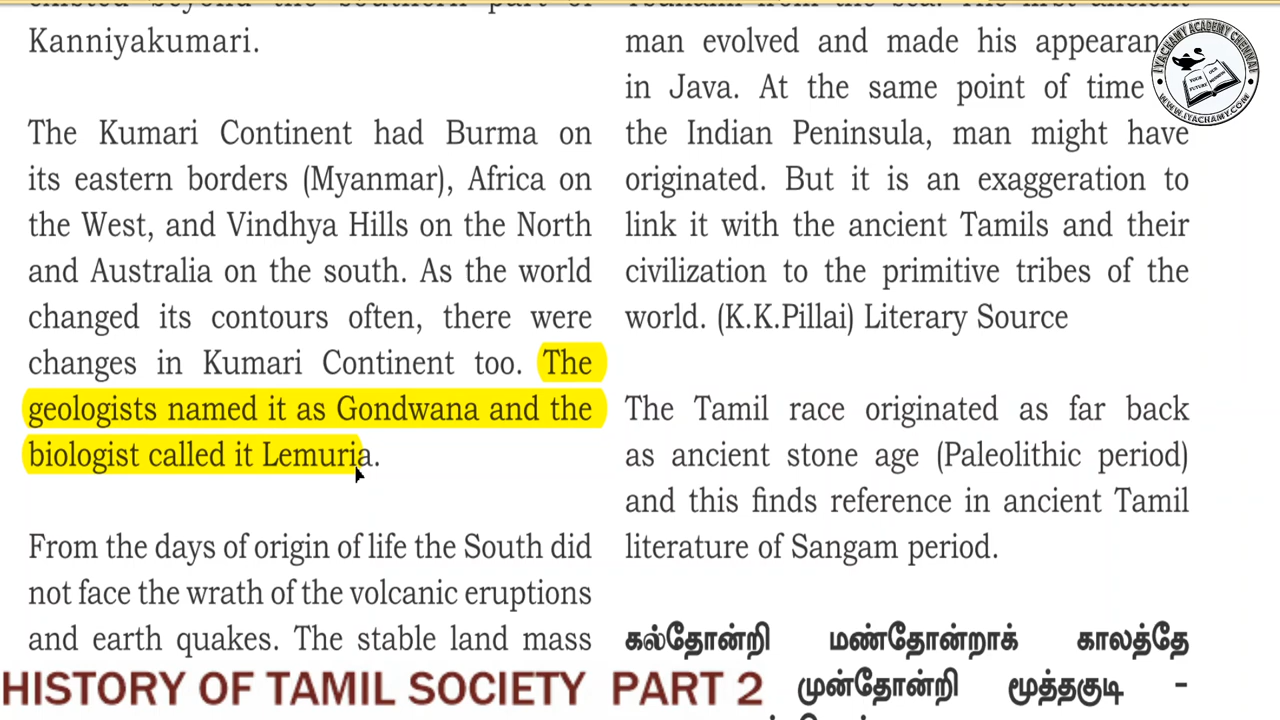 Kanniyakumari.
The Kumari Continent had Burma on
its eastern borders (Myanmar), Africa on
the West, and Vindhya Hills on the North
and Australia on the south. As the world
changed its contours often, there were
changes in Kumari Continent too. The
geologists named it as Gondwana and the
biologist called it Lemuria.
From the days of origin of life the South did
not face the wrath of the volcanic eruptions
and earth quakes. The stable land mass
man evolved and made his
in Java. At the same point of time
the Indian Peninsula, man might have
originated. But it is an exaggeration to
link it with the ancient Tamils and their
civilization to the primitive tribes of the
world. (K.K.Pillai) Literary Source
The Tamil race originated as far back
as ancient stone age (Paleolithic period)
and this finds reference in ancient Tamil
literature of Sangam period.
கல்தோன்றி மண்தோன்றாக் காலத்தே
முன்தோன்றி மூத்தகுடி -
HISTORY OF TAMIL SOCIETY PART 2
IYACHAMY ACADEMY CHENNAI
WWW.IYACHAMY.COM